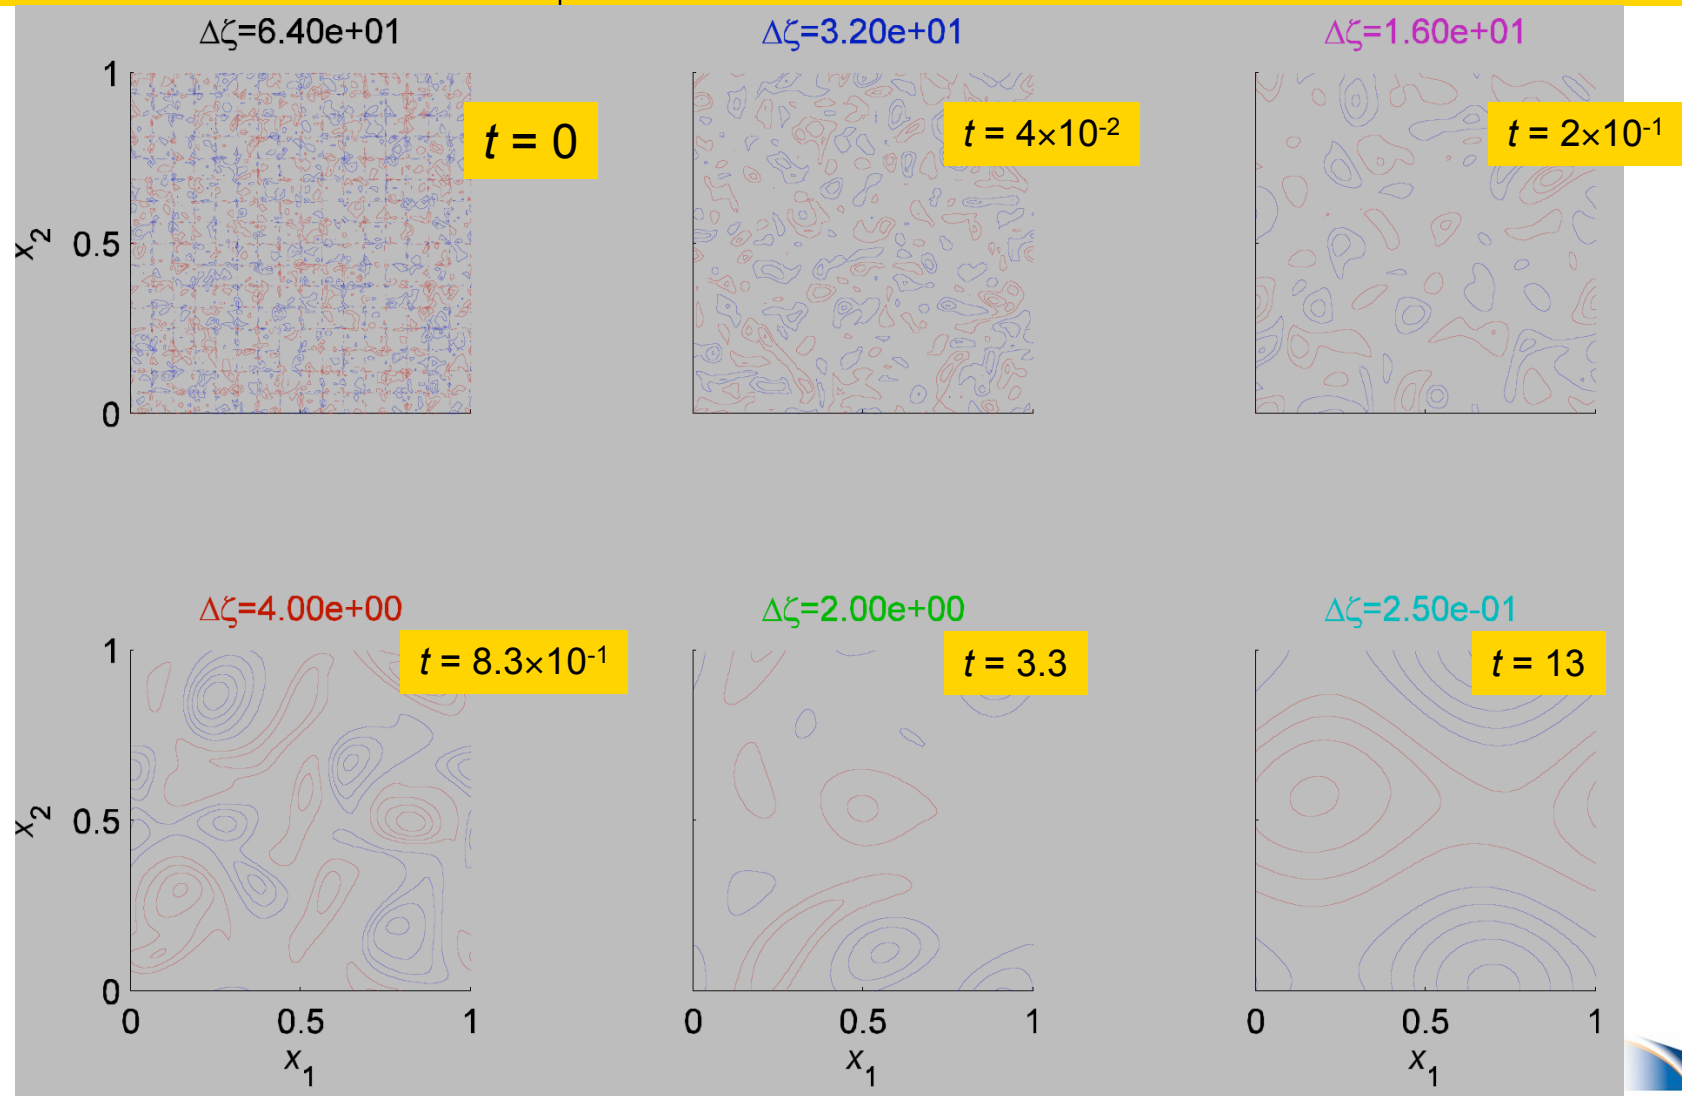 Δζ=6.40e+01
Δζ=3.20e+01
Δζ=1.60e+01
t = 0
t = 4×10⁻²
t = 2×10⁻¹
1
0.5
0
x₂
Δζ=4.00e+00
Δζ=2.00e+00
Δζ=2.50e-01
t = 8.3×10⁻¹
t = 3.3
t = 13
1
0.5
0
x₂
0 0.5 1
0 0.5 1
0 0.5 1
x₁
x₁
x₁